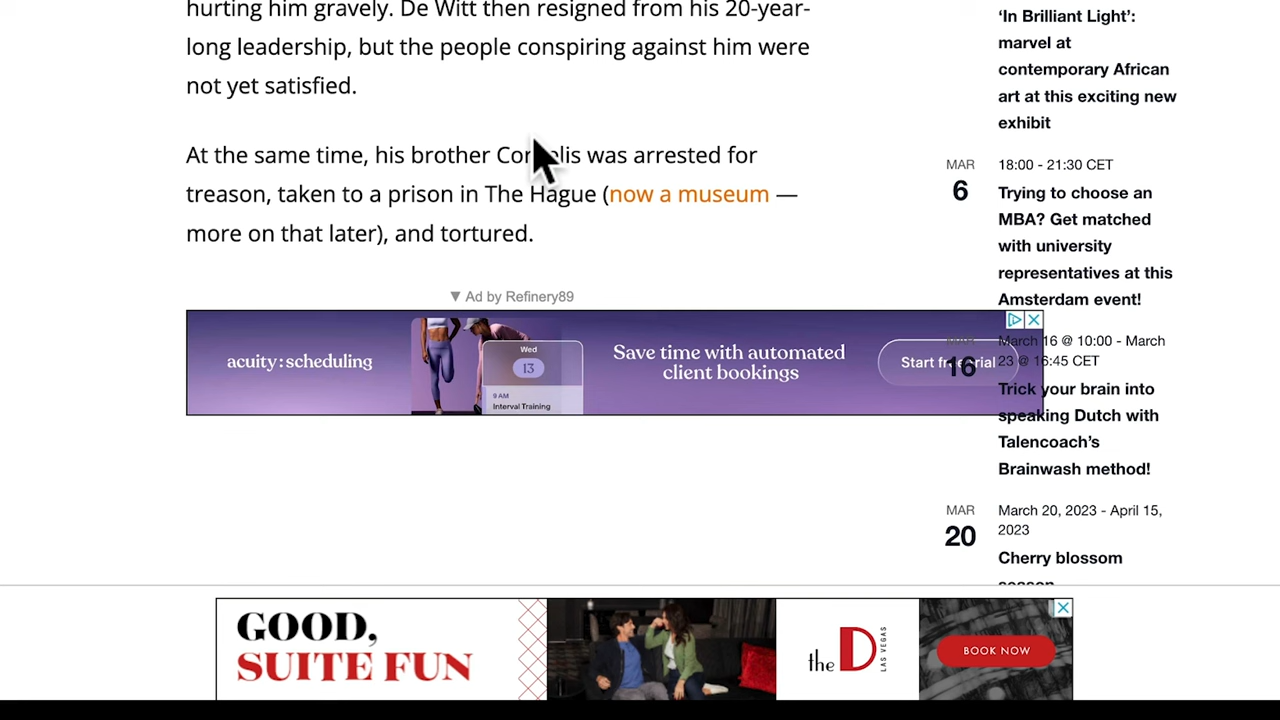 hurting him gravely. De Witt then resigned from his 20-year-
long leadership, but the people conspiring against him were
not yet satisfied.
At the same time, his brother Cornelis was arrested for
treason, taken to a prison in The Hague (now a museum —
more on that later), and tortured.
▼ Ad by Refinery89
acuity:scheduling
Wed
13
9 AM
Interval Training
Save time with automated
client bookings
Start free trial
‘In Brilliant Light’:
marvel at
contemporary African
art at this exciting new
exhibit
MAR
6
18:00 - 21:30 CET
Trying to choose an
MBA? Get matched
with university
representatives at this
Amsterdam event!
MAR
16
March 16 @ 10:00 - March
23 @ 16:45 CET
Trick your brain into
speaking Dutch with
Talencoach’s
Brainwash method!
MAR
20
March 20, 2023 - April 15,
2023
Cherry blossom
season
GOOD,
SUITE FUN
the D LAS VEGAS
BOOK NOW